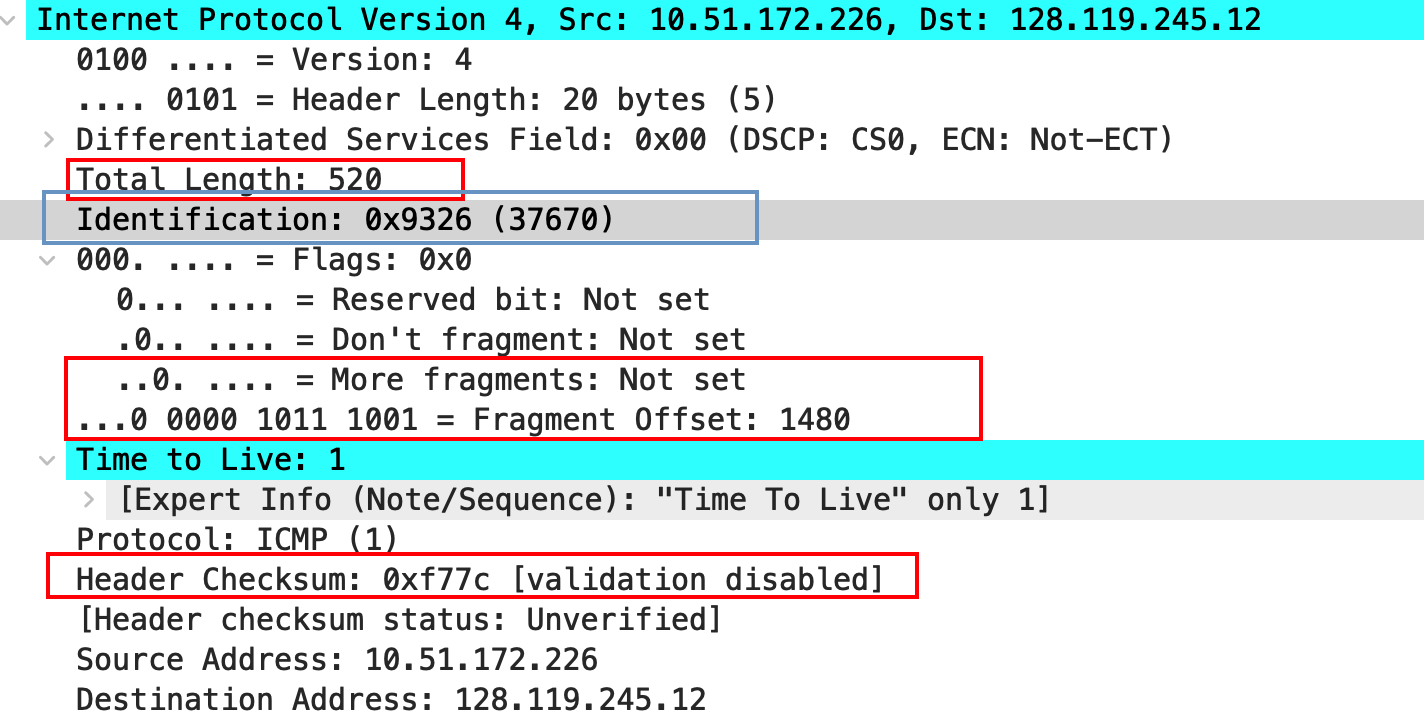 Internet Protocol Version 4, Src: 10.51.172.226, Dst: 128.119.245.12
0100 .... = Version: 4
.... 0101 = Header Length: 20 bytes (5)
Differentiated Services Field: 0x00 (DSCP: CS0, ECN: Not-ECT)
Total Length: 520
Identification: 0x9326 (37670)
000. .... = Flags: 0x0
0... .... = Reserved bit: Not set
.0.. .... = Don't fragment: Not set
..0. .... = More fragments: Not set
...0 0000 1011 1001 = Fragment Offset: 1480
Time to Live: 1
[Expert Info (Note/Sequence): "Time To Live" only 1]
Protocol: ICMP (1)
Header Checksum: 0xf77c [validation disabled]
[Header checksum status: Unverified]
Source Address: 10.51.172.226
Destination Address: 128.119.245.12